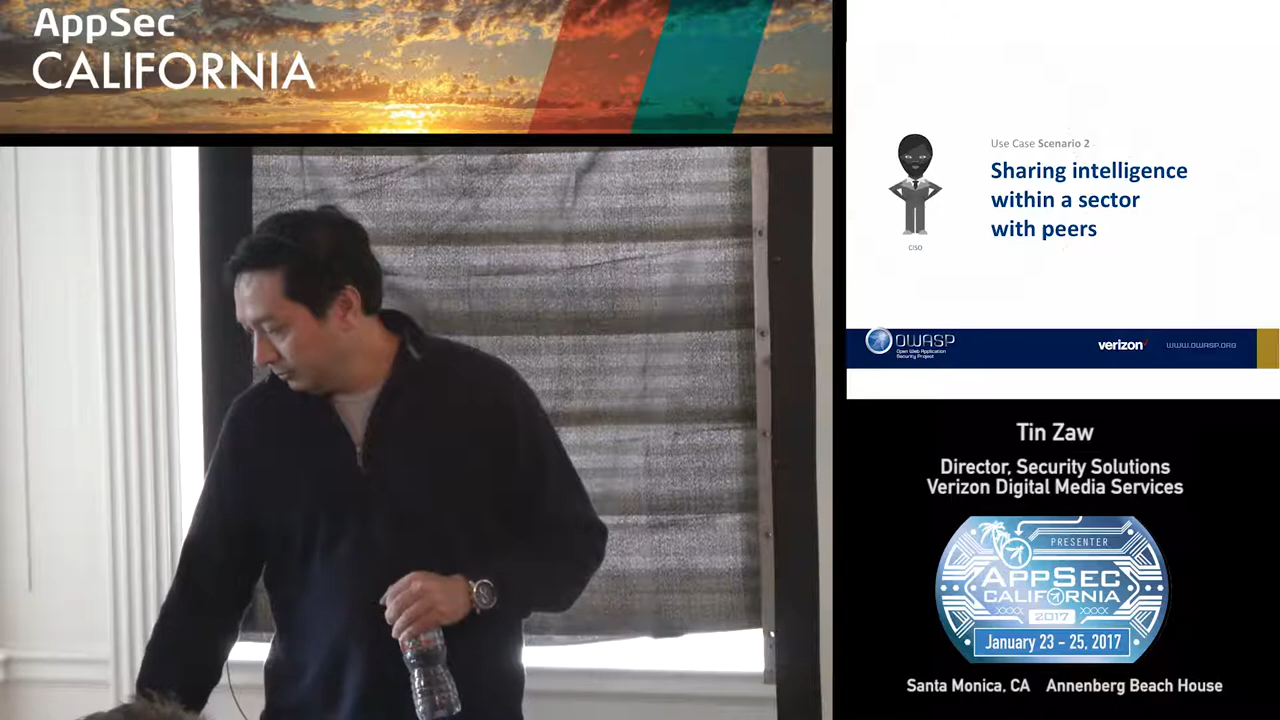 AppSec
CALIFORNIA
Use Case Scenario 2
Sharing intelligence
within a sector
with peers
CISO
OWASP
Open Web Application
Security Project
verizon
WWW.OWASP.ORG
Tin Zaw
Director, Security Solutions
Verizon Digital Media Services
PRESENTER
APPSEC
CALIFORNIA
2017
January 23 - 25, 2017
Santa Monica, CA Annenberg Beach House